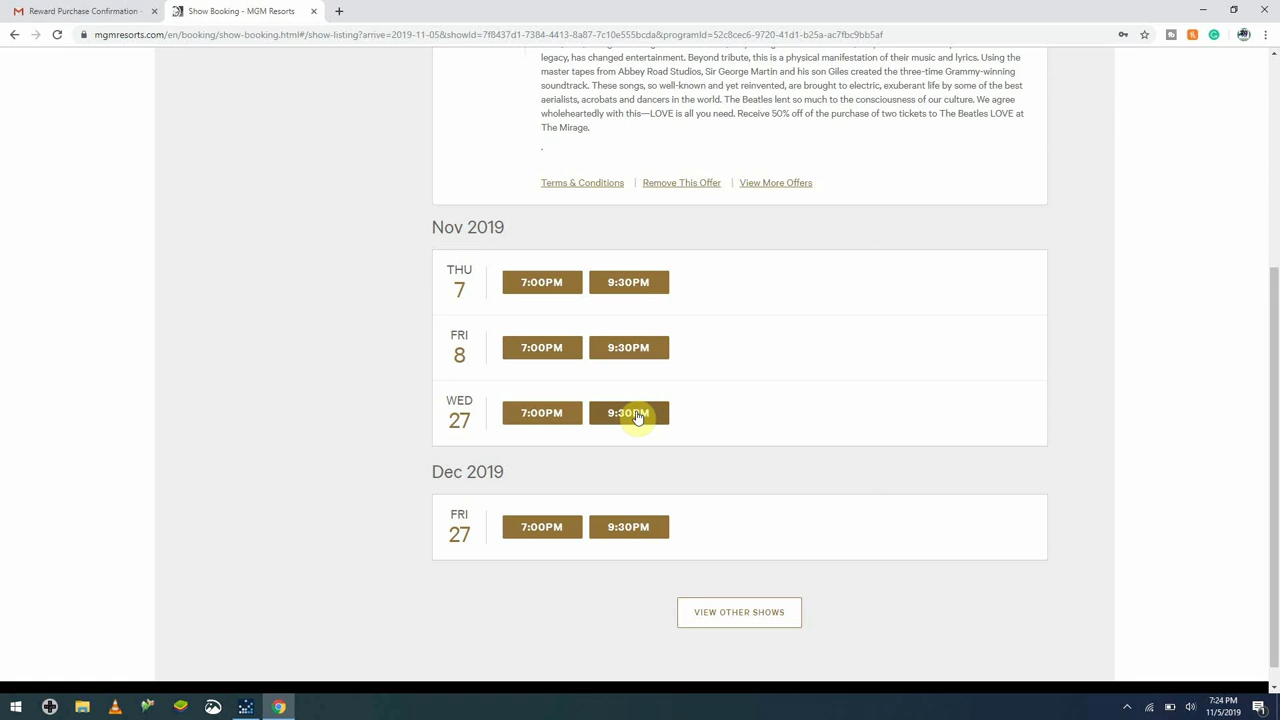 Reward Purchase Confirmation -
Show Booking - MGM Resorts
mgmresorts.com/en/booking/show-booking.html#/show-listing?arrive=2019-11-05&showId=7f8437d1-7384-4413-8a87-7c10e555bcda&programId=52c8cec6-9720-41d1-b25a-ac7fbc9bb5af
legacy, has changed entertainment. Beyond tribute, this is a physical manifestation of their music and lyrics. Using the
master tapes from Abbey Road Studios, Sir George Martin and his son Giles created the three-time Grammy-winning
soundtrack. These songs, so well-known and yet reinvented, are brought to electric, exuberant life by some of the best
aerialists, acrobats and dancers in the world. The Beatles lent so much to the consciousness of our culture. We agree
wholeheartedly with this—LOVE is all you need. Receive 50% off of the purchase of two tickets to The Beatles LOVE at
The Mirage.
.
Terms & Conditions | Remove This Offer | View More Offers
Nov 2019
THU
7
7:00PM 9:30PM
FRI
8
7:00PM 9:30PM
WED
27
7:00PM 9:30PM
Dec 2019
FRI
27
7:00PM 9:30PM
VIEW OTHER SHOWS
7:24 PM
11/5/2019